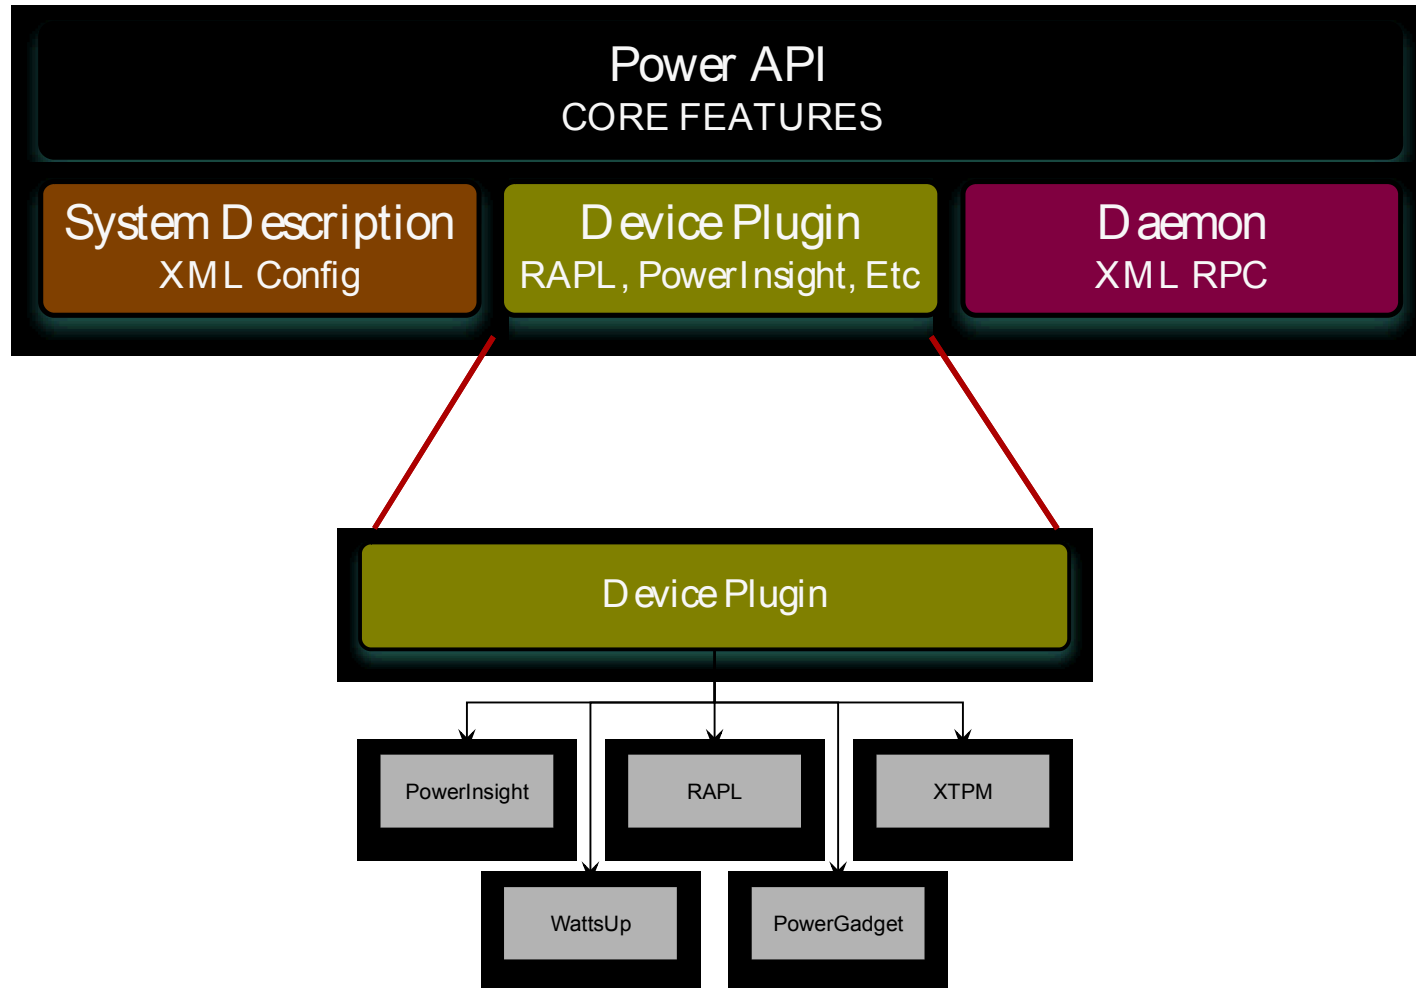 Power API
CORE FEATURES
System Description
XML Config
Device Plugin
RAPL, PowerInsight, Etc
Daemon
XML RPC
Device Plugin
PowerInsight
RAPL
XTPM
WattsUp
PowerGadget